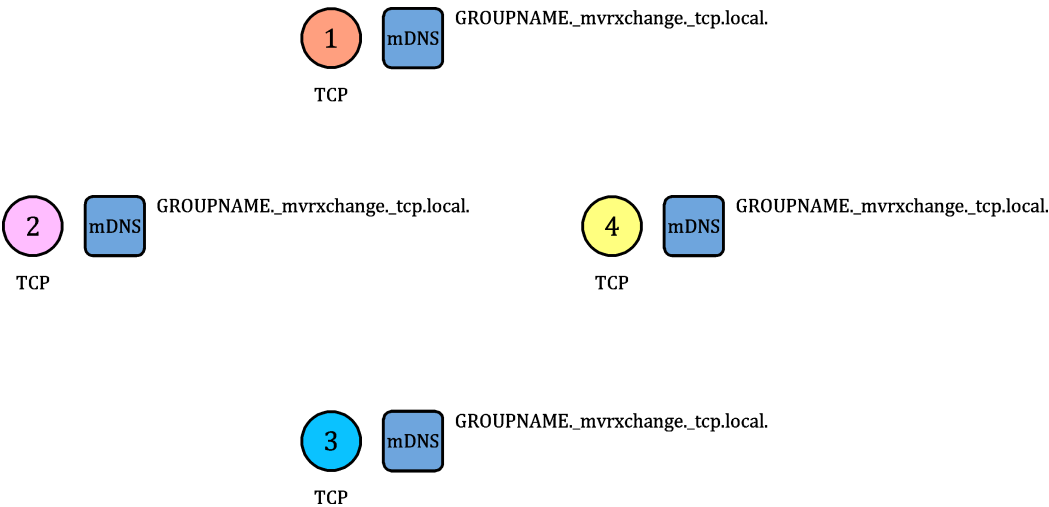 GROUPNAME._mvrxchange._tcp.local.
1
mDNS
TCP
GROUPNAME._mvrxchange._tcp.local.
2
mDNS
TCP
GROUPNAME._mvrxchange._tcp.local.
4
mDNS
TCP
GROUPNAME._mvrxchange._tcp.local.
3
mDNS
TCP